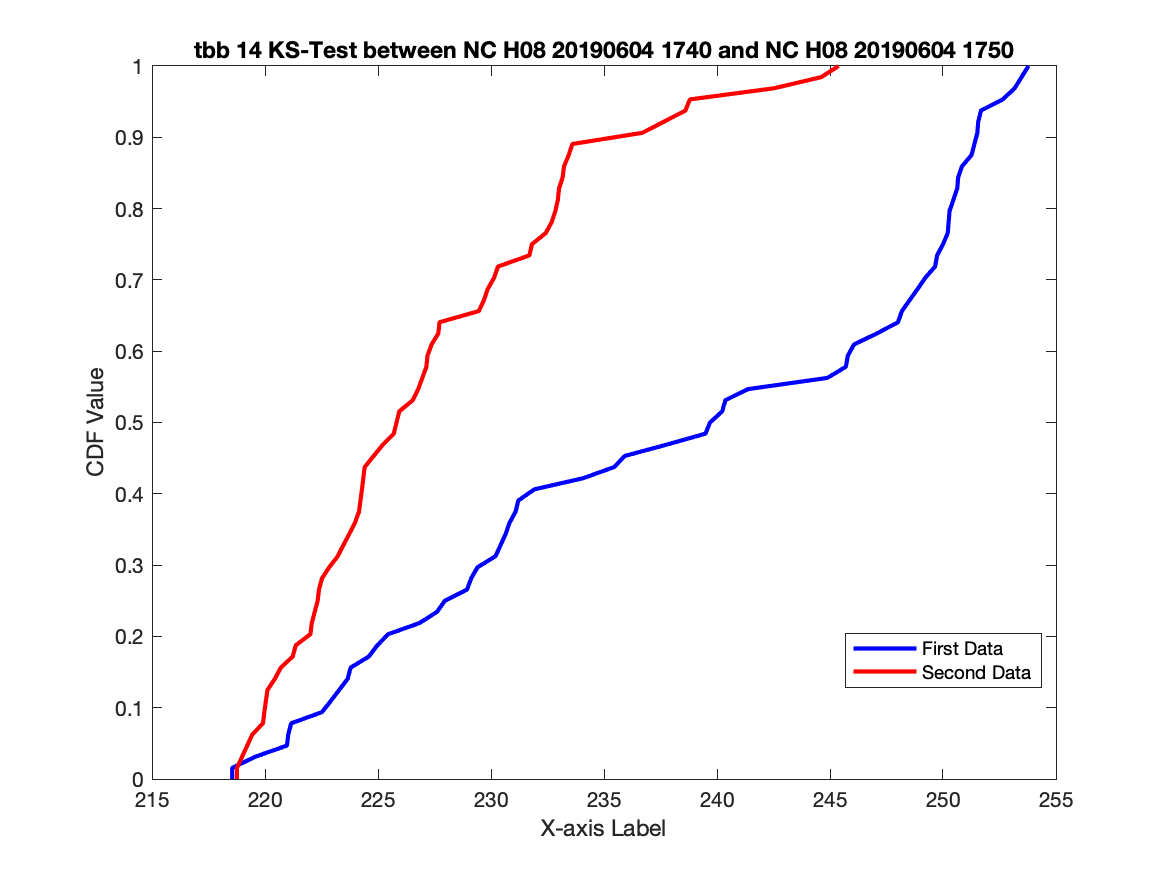 tbb 14 KS-Test between NC H08 20190604 1740 and NC H08 20190604 1750
1
0.9
0.8
0.7
0.6
0.5
0.4
0.3
0.2
0.1
0
CDF Value
First Data
Second Data
215 220 225 230 235 240 245 250 255
X-axis Label